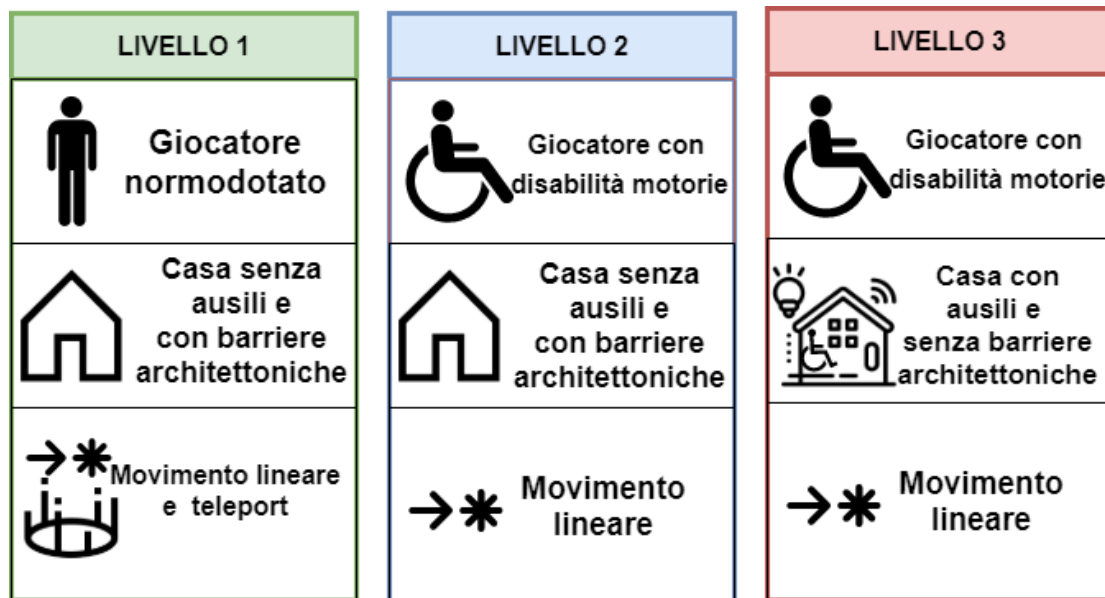 LIVELLO 1
Giocatore
normodotato
Casa senza
ausili e
con barriere
architettoniche
Movimento lineare
e teleport
LIVELLO 2
Giocatore con
disabilità motorie
Casa senza
ausili e
con barriere
architettoniche
Movimento
lineare
LIVELLO 3
Giocatore con
disabilità motorie
Casa con
ausili e
senza barriere
architettoniche
Movimento
lineare